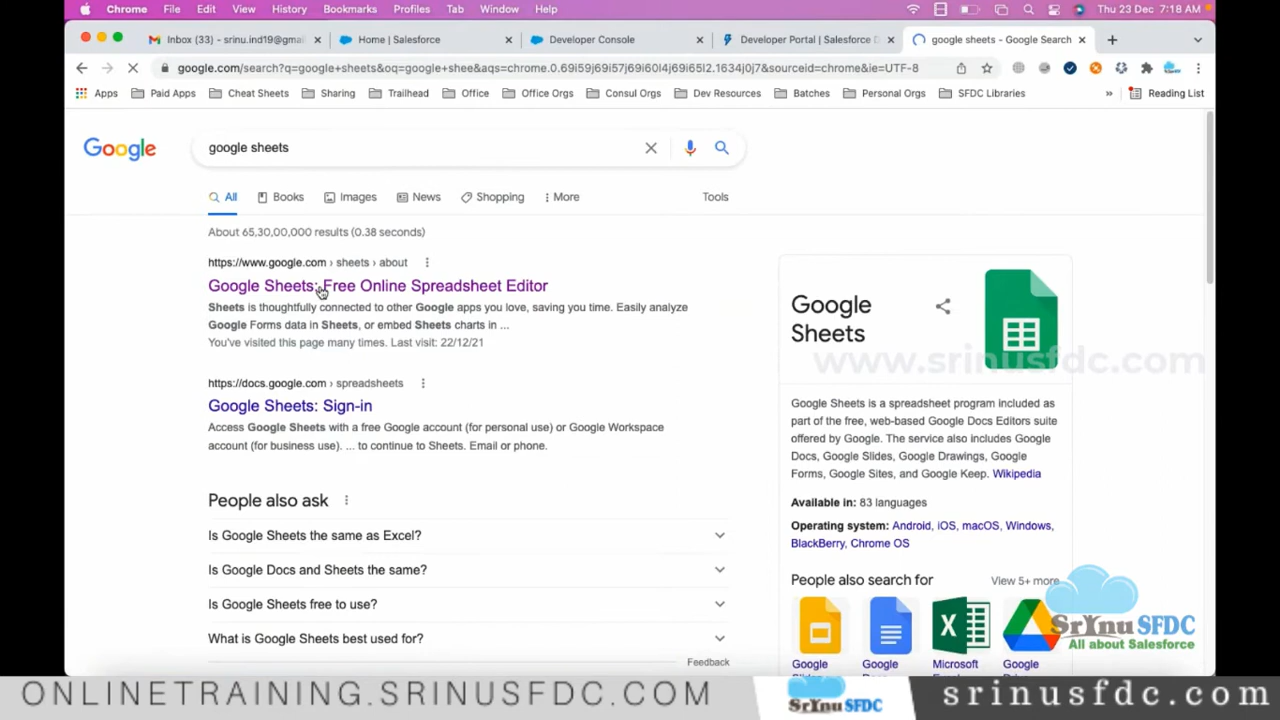 Chrome File Edit View History Bookmarks Profiles Tab Window Help Thu 23 Dec 7:18 AM
Inbox (33) - srinu.ind19@gmai Home | Salesforce Developer Console Developer Portal | Salesforce D google sheets - Google Search
google.com/search?q=google+sheets&oq=google+shee&aqs=chrome.0.69i59j69i57j69i60l4j69i65l2.1634j0j7&sourceid=chrome&ie=UTF-8
Apps Paid Apps Cheat Sheets Sharing Trailhead Office Office Orgs Consul Orgs Dev Resources Batches Personal Orgs SFDC Libraries » Reading List
Google google sheets
All Books Images News Shopping More Tools
About 65,30,00,000 results (0.38 seconds)
https://www.google.com › sheets › about
Google Sheets: Free Online Spreadsheet Editor
Sheets is thoughtfully connected to other Google apps you love, saving you time. Easily analyze
Google Forms data in Sheets, or embed Sheets charts in ...
You've visited this page many times. Last visit: 22/12/21
https://docs.google.com › spreadsheets
Google Sheets: Sign-in
Access Google Sheets with a free Google account (for personal use) or Google Workspace
account (for business use). ... to continue to Sheets. Email or phone.
People also ask
Is Google Sheets the same as Excel?
Is Google Docs and Sheets the same?
Is Google Sheets free to use?
What is Google Sheets best used for?
Feedback
Google
Sheets
www.srinusfdc.com
Google Sheets is a spreadsheet program included as
part of the free, web-based Google Docs Editors suite
offered by Google. The service also includes Google
Docs, Google Slides, Google Drawings, Google
Forms, Google Sites, and Google Keep. Wikipedia
Available in: 83 languages
Operating system: Android, iOS, macOS, Windows,
BlackBerry, Chrome OS
People also search for View 5+ more
Google Google Microsoft Google
SrYnu SFDC
All about Salesforce
ONLINETRAINING.SRINUSFDC.COM SrYnu SFDC srinusfdc.com